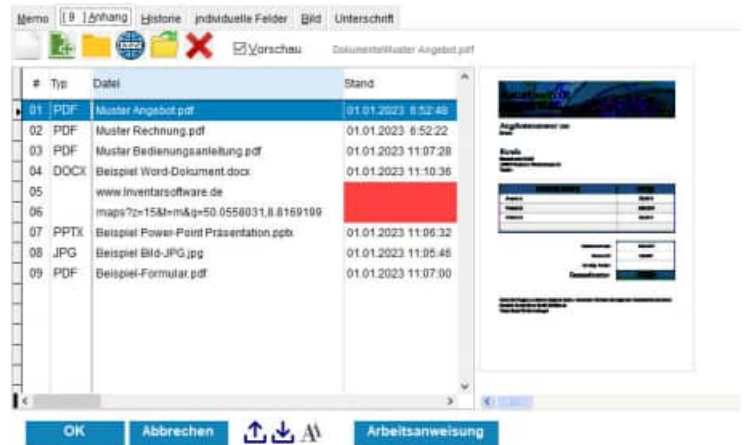 Memo [ 9 ] Anhang Historie individuelle Felder Bild Unterschrift
Vorschau Dokumente\Muster Angebot.pdf
# Typ Datei Stand
01 PDF Muster Angebot.pdf 01.01.2023 6:52:48
02 PDF Muster Rechnung.pdf 01.01.2023 6:52:22
03 PDF Muster Bedienungsanleitung.pdf 01.01.2023 11:07:28
04 DOCX Beispiel Word-Dokument.docx 01.01.2023 11:10:36
05 www.Inventarsoftware.de
06 maps?z=15&t=m&q=50.0558031,8.8169199
07 PPTX Beispiel Power-Point Präsentation.pptx 01.01.2023 11:06:32
08 JPG Beispiel Bild-JPG.jpg 01.01.2023 11:05:46
09 PDF Beispiel-Formular.pdf 01.01.2023 11:07:00
OK Abbrechen Arbeitsanweisung